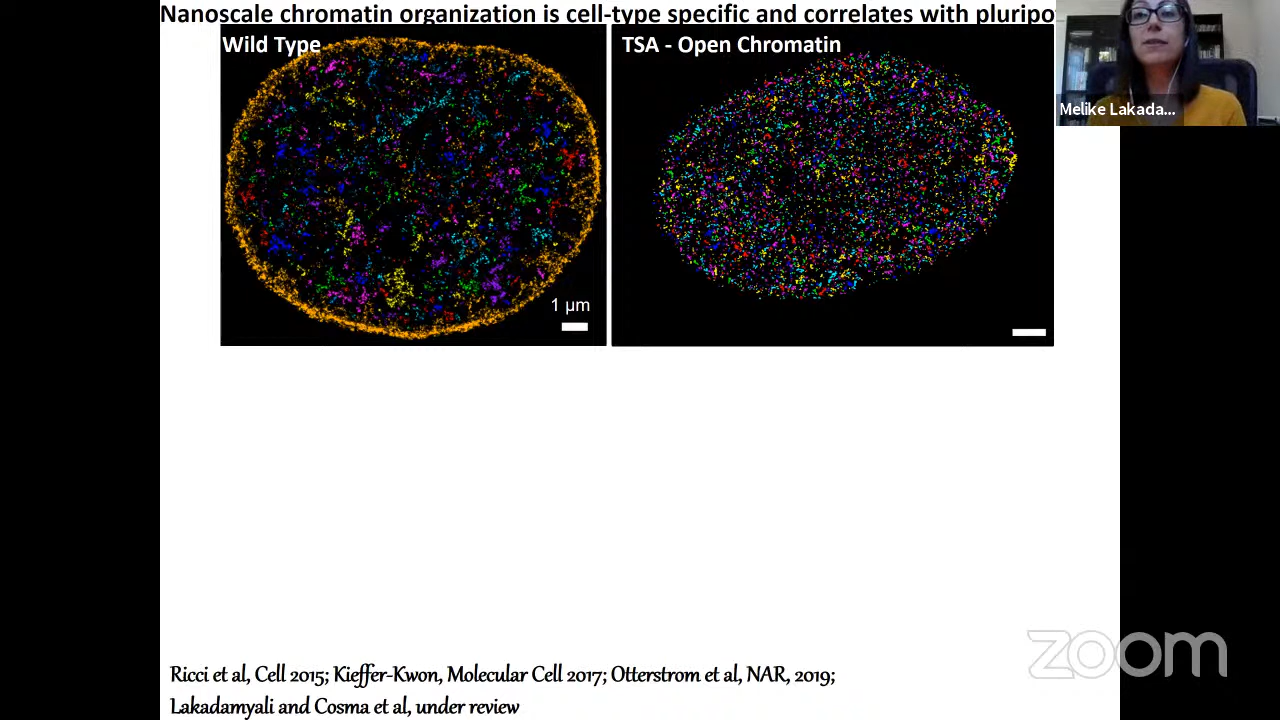 Nanoscale chromatin organization is cell-type specific and correlates with pluripo
Wild Type
TSA - Open Chromatin
Melike Lakada...
1 μm
zoom
Ricci et al, Cell 2015; Kieffer-Kwon, Molecular Cell 2017; Otterstrom et al, NAR, 2019;
Lakadamyali and Cosma et al, under review